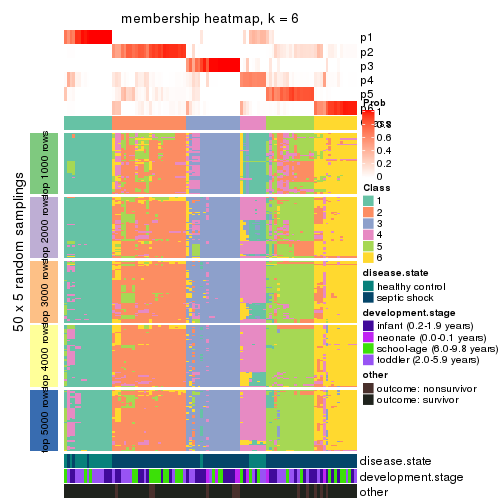 membership heatmap, k = 6
p1
p2
p3
p4
p5
p6
Class
Prob
1
0.8
0.6
0.4
0.2
0
Class
1
2
3
4
5
6
disease.state
healthy control
septic shock
development.stage
infant (0.2-1.9 years)
neonate (0.0-0.1 years)
school-age (6.0-9.8 years)
toddler (2.0-5.9 years)
other
outcome: nonsurvivor
outcome: survivor
50 x 5 random samplings
top 1000 rows
top 2000 rows
top 3000 rows
top 4000 rows
top 5000 rows
disease.state
development.stage
other